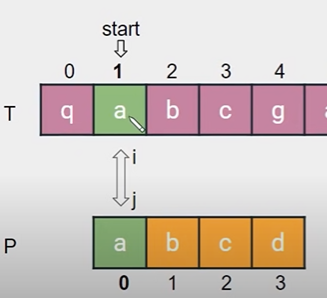 start
0 1 2 3 4
T q a b c g
i
j
P a b c d
0 1 2 3